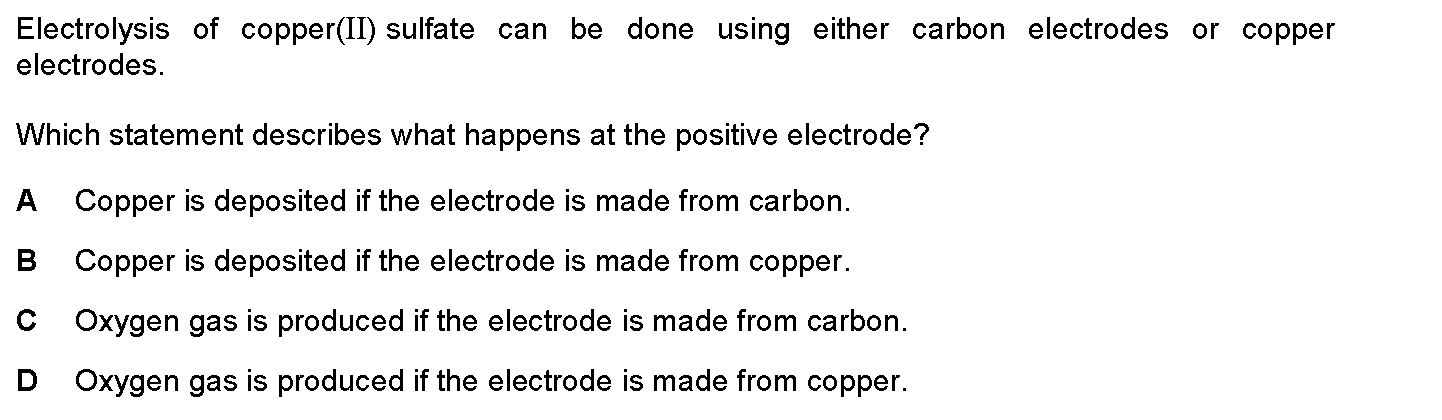 Electrolysis of copper(II) sulfate can be done using either carbon electrodes or copper
electrodes.
Which statement describes what happens at the positive electrode?
A Copper is deposited if the electrode is made from carbon.
B Copper is deposited if the electrode is made from copper.
C Oxygen gas is produced if the electrode is made from carbon.
D Oxygen gas is produced if the electrode is made from copper.